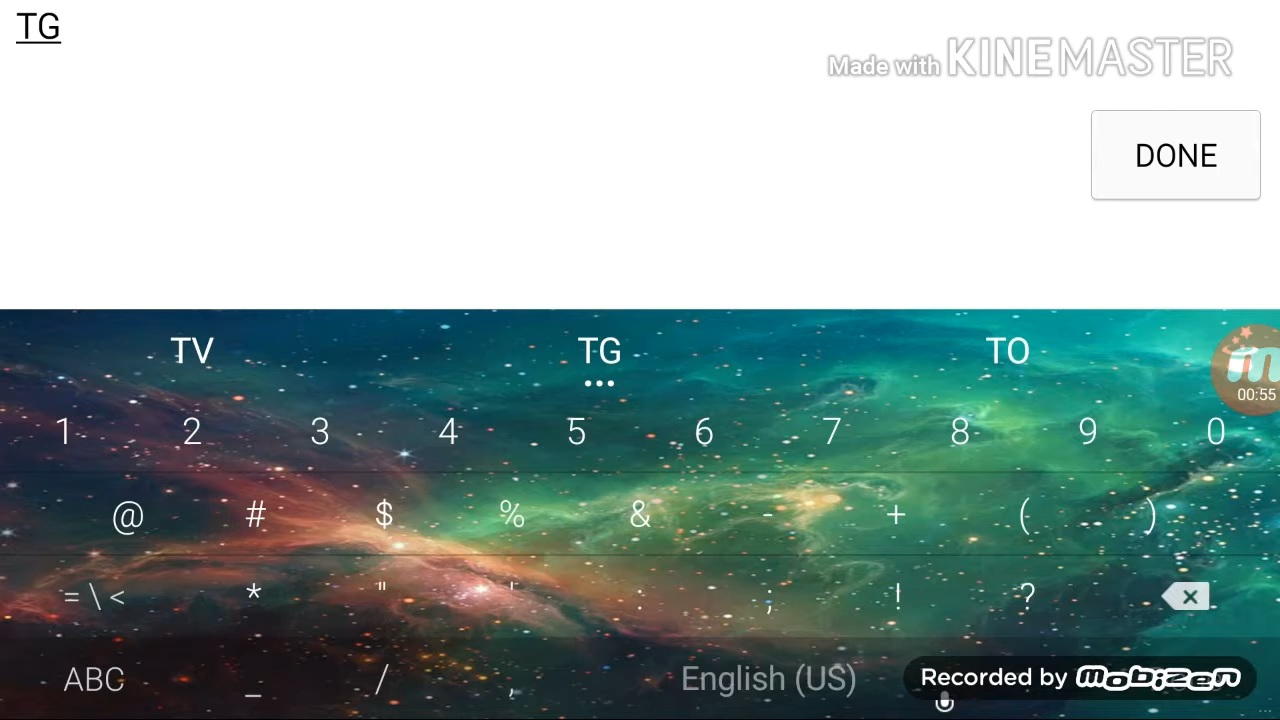 TG
Made with KINEMASTER
DONE
TV TG TO
00:55
1 2 3 4 5 6 7 8 9 0
@ # $ % & - + ( )
= \ < * " ' : ; ! ?
ABC _ / , English (US)
Recorded by mobizen